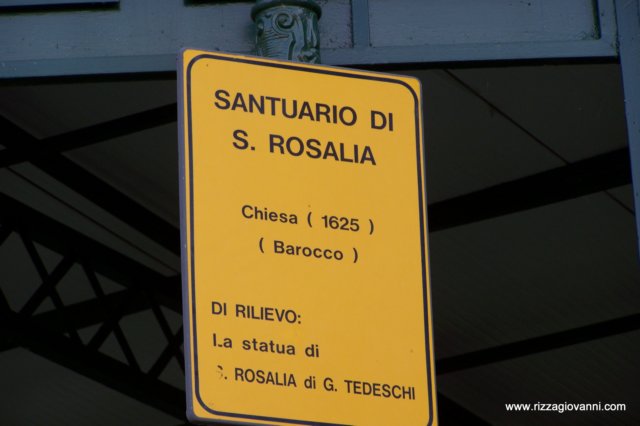 SANTUARIO DI
S. ROSALIA
Chiesa ( 1625 )
( Barocco )
DI RILIEVO:
La statua di
S. ROSALIA di G. TEDESCHI
www.rizzagiovanni.com